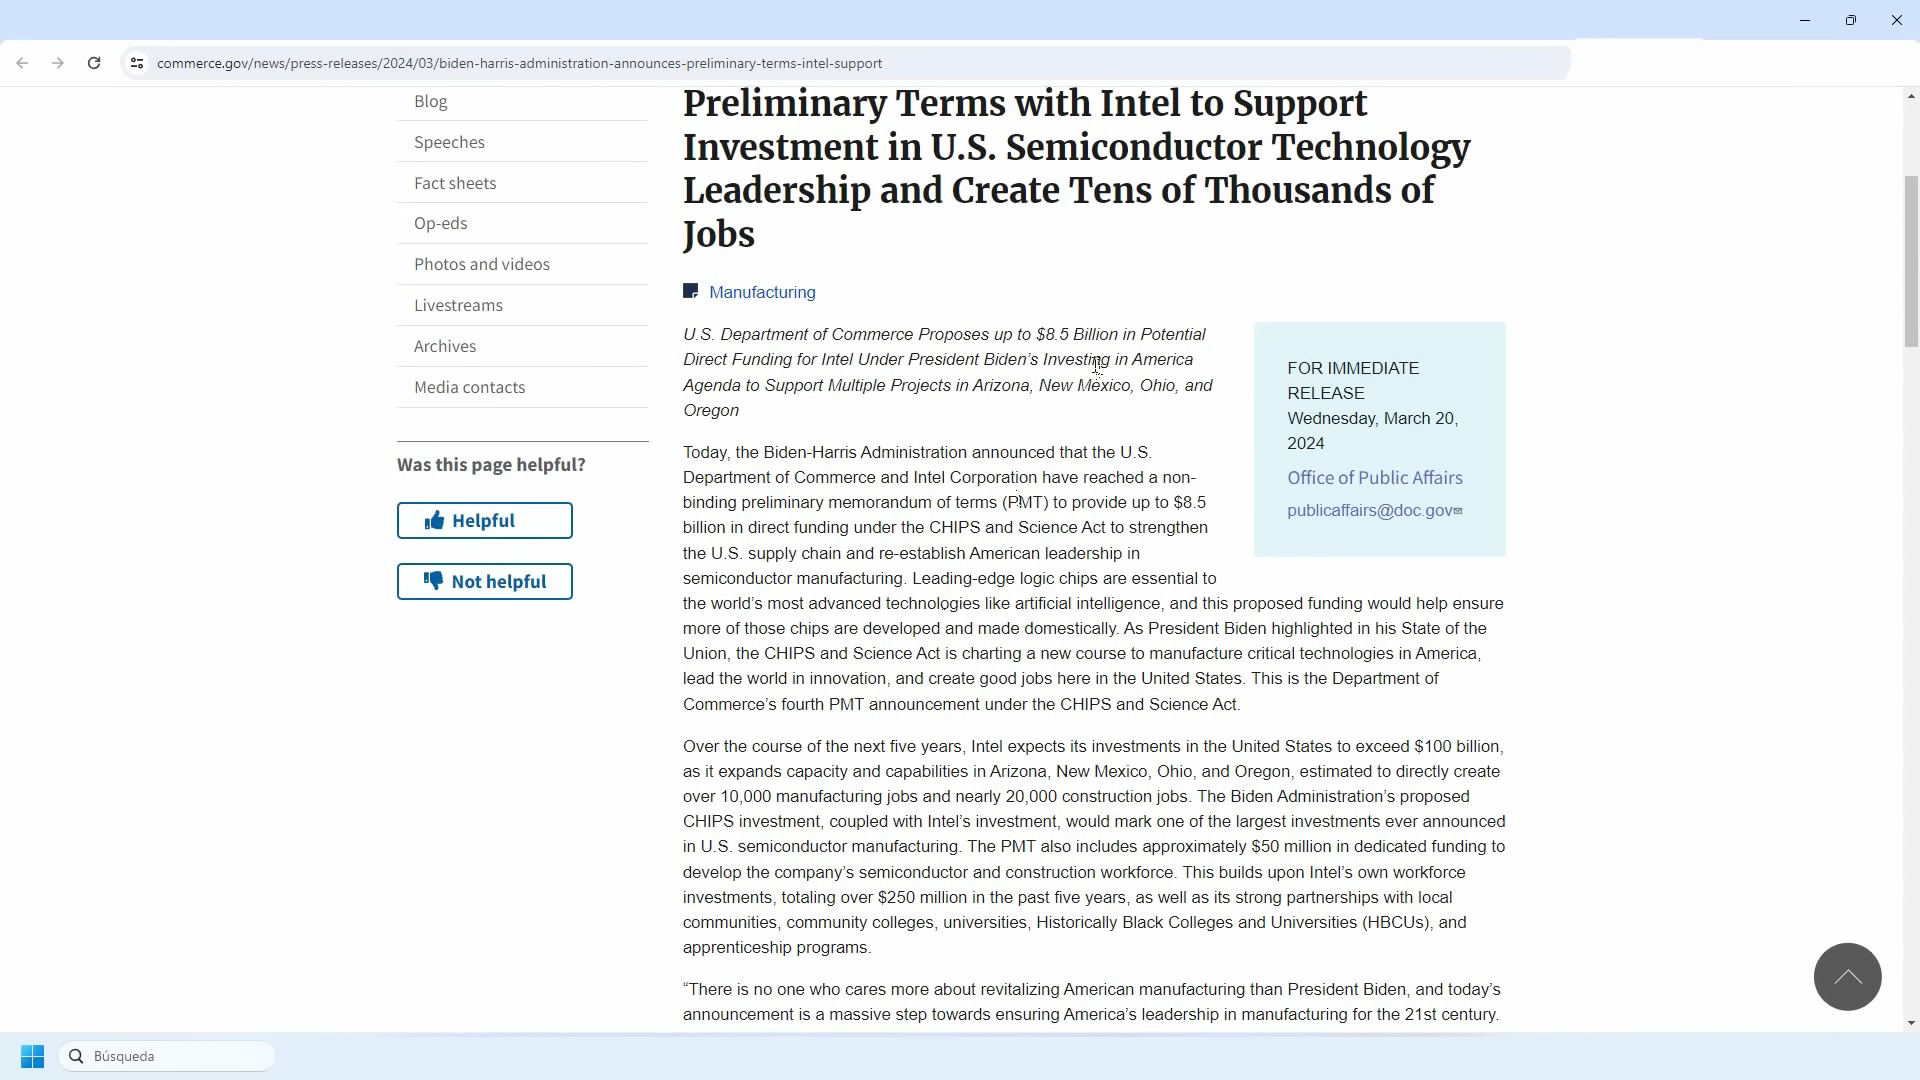 commerce.gov/news/press-releases/2024/03/biden-harris-administration-announces-preliminary-terms-intel-support
Blog
Speeches
Fact sheets
Op-eds
Photos and videos
Livestreams
Archives
Media contacts
Was this page helpful?
Helpful
Not helpful
Preliminary Terms with Intel to Support
Investment in U.S. Semiconductor Technology
Leadership and Create Tens of Thousands of
Jobs
Manufacturing
U.S. Department of Commerce Proposes up to $8.5 Billion in Potential
Direct Funding for Intel Under President Biden’s Investing in America
Agenda to Support Multiple Projects in Arizona, New Mexico, Ohio, and
Oregon
FOR IMMEDIATE
RELEASE
Wednesday, March 20,
2024
Office of Public Affairs
publicaffairs@doc.gov
Today, the Biden-Harris Administration announced that the U.S.
Department of Commerce and Intel Corporation have reached a non-
binding preliminary memorandum of terms (PMT) to provide up to $8.5
billion in direct funding under the CHIPS and Science Act to strengthen
the U.S. supply chain and re-establish American leadership in
semiconductor manufacturing. Leading-edge logic chips are essential to
the world’s most advanced technologies like artificial intelligence, and this proposed funding would help ensure
more of those chips are developed and made domestically. As President Biden highlighted in his State of the
Union, the CHIPS and Science Act is charting a new course to manufacture critical technologies in America,
lead the world in innovation, and create good jobs here in the United States. This is the Department of
Commerce’s fourth PMT announcement under the CHIPS and Science Act.
Over the course of the next five years, Intel expects its investments in the United States to exceed $100 billion,
as it expands capacity and capabilities in Arizona, New Mexico, Ohio, and Oregon, estimated to directly create
over 10,000 manufacturing jobs and nearly 20,000 construction jobs. The Biden Administration’s proposed
CHIPS investment, coupled with Intel’s investment, would mark one of the largest investments ever announced
in U.S. semiconductor manufacturing. The PMT also includes approximately $50 million in dedicated funding to
develop the company’s semiconductor and construction workforce. This builds upon Intel’s own workforce
investments, totaling over $250 million in the past five years, as well as its strong partnerships with local
communities, community colleges, universities, Historically Black Colleges and Universities (HBCUs), and
apprenticeship programs.
“There is no one who cares more about revitalizing American manufacturing than President Biden, and today’s
announcement is a massive step towards ensuring America’s leadership in manufacturing for the 21st century.
Búsqueda